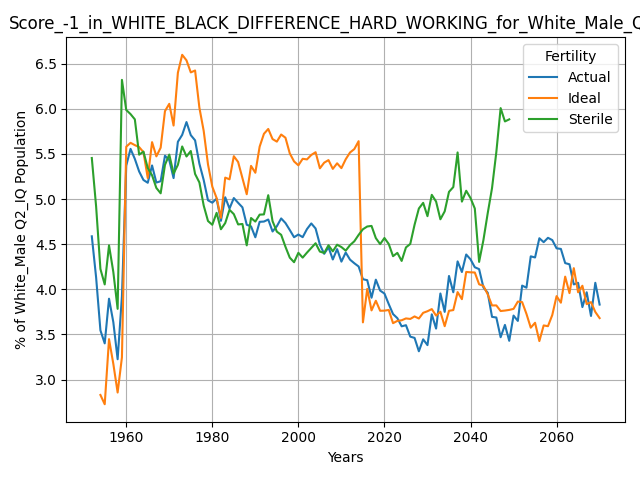 Score_-1_in_WHITE_BLACK_DIFFERENCE_HARD_WORKING_for_White_Male_Q
Fertility
Actual
Ideal
Sterile
% of White_Male Q2_IQ Population
6.5
6.0
5.5
5.0
4.5
4.0
3.5
3.0
1960 1980 2000 2020 2040 2060
Years